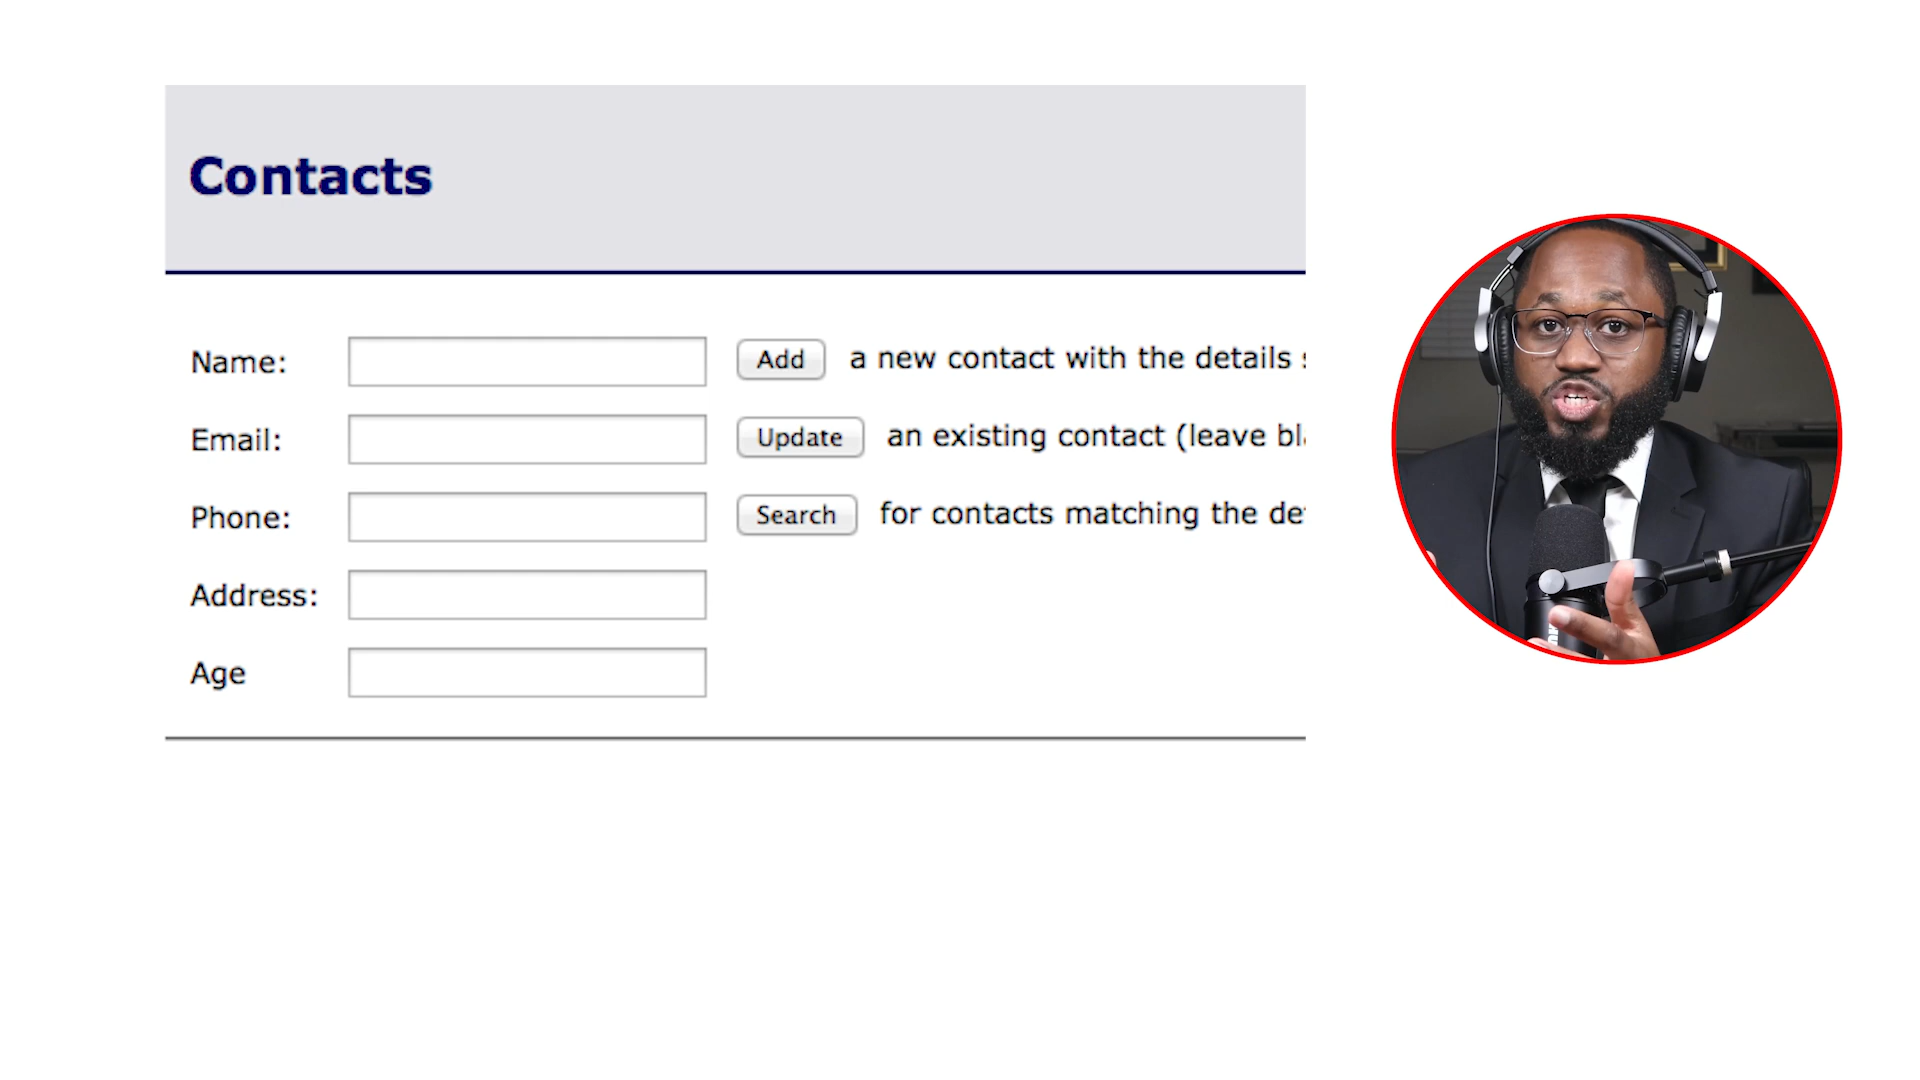 Contacts
Name:
Add a new contact with the details
Email:
Update an existing contact (leave
Phone:
Search for contacts matching the
Address:
Age